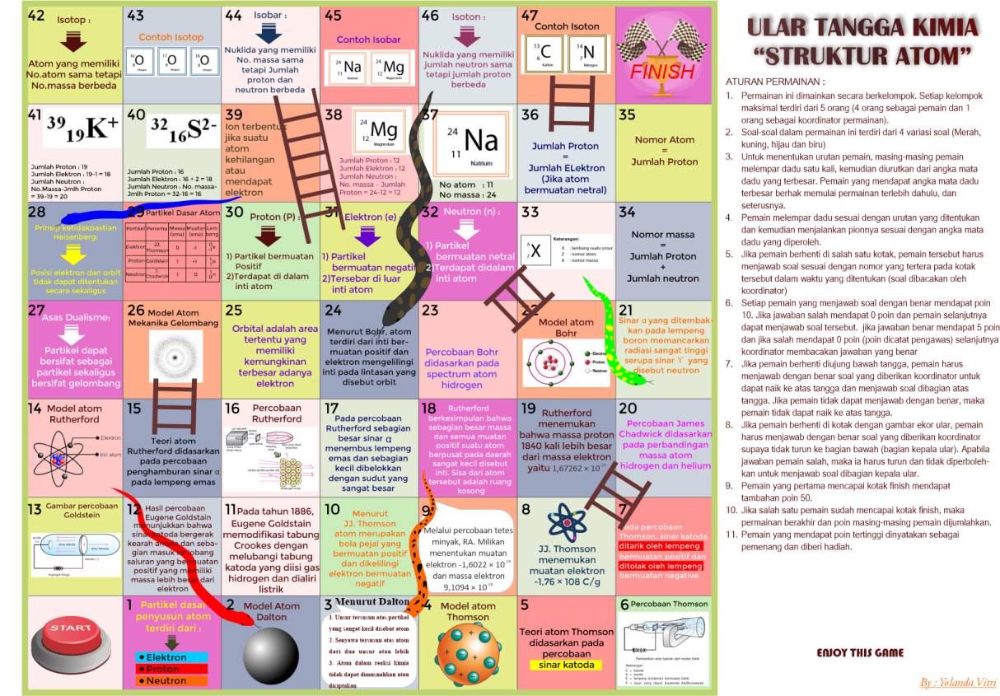 42
Isotop :
Atom yang memiliki
No.atom sama tetapi
No.massa berbeda
43
Contoh Isotop
16
8
O
17
O
18
O
44
Isobar :
Nuklida yang memiliki
No. massa sama
tetapi Jumlah
proton dan
neutron berbeda
45
Contoh Isobar
24
11
Na
Natrium
24
12
Mg
Magnesium
46
Isoton :
Nuklida yang memiliki
jumlah neutron sama
tetapi jumlah proton
berbeda
47
Contoh Isoton
13
6
C
Karbon
14
7
N
Nitrogen
FINISH
41
39
19
K+
Jumlah Proton : 19
Jumlah Elektron : 19-1 = 18
Jumlah Neutron :
No.Massa-Jmlh Proton
= 39-19 = 20
40
32
16
S2-
Jumlah Proton : 16
Jumlah Elektron : 16 + 2 = 18
Jumlah Neutron : No. massa-
Jmlh Proton = 32-16 = 16
39
Ion terbentuk
jika suatu
atom
kehilangan
atau
mendapat
elektron
38
24
12
Mg
Magnesium
Jumlah Proton : 12
Jumlah Elektron : 12
Jumlah Neutron :
No. massa - Jumlah
Proton = 24-12 = 12
37
24
11
Na
Natrium
No atom : 11
No massa : 24
36
Jumlah Proton
=
Jumlah ELektron
(Jika atom
bermuatan netral)
35
Nomor Atom
=
Jumlah Proton
28
Prinsip ketidakpastian
Heisenberg:
Posisi elektron dan orbit
tidak dapat ditentukan
secara sekaligus
29 Partikel Dasar Atom
Partikel Penemu Massa (sma) Muatan (sma) Lambang
Elektron J.J. Thomson 0 -1 0 -1 e
Proton Goldstein 1 +1 1 1 p
Neutron J. Chadwick 1 0 1 0 n
30
Proton (P) :
1) Partikel bermuatan
Positif
2)Terdapat di dalam
inti atom
31
Elektron (e) :
1) Partikel
bermuatan negatif
2)Tersebar di luar
inti atom
32
Neutron (n) :
1) Partikel
bermuatan netral
2)Terdapat didalam
inti atom
33
A
Z
X
Keterangan:
X : lambang suatu unsur
Z : nomor atom
A : nomor massa
34
Nomor massa
=
Jumlah Proton
+
Jumlah neutron
27
Asas Dualisme:
Partikel dapat
bersifat sebagai
partikel sekaligus
bersifat gelombang
26 Model Atom
Mekanika Gelombang
25
Orbital adalah area
tertentu yang
memiliki
kemungkinan
terbesar adanya
elektron
24
Menurut Bohr, atom
terdiri dari inti ber-
muatan positif dan
elektron mengelilingi
inti pada lintasan yang
disebut orbit
23
Percobaan Bohr
didasarkan pada
spectrum atom
hidrogen
22
Model atom
Bohr
Electron
Proton
Neutron
21
Sinar α yang ditembak-
kan pada lempeng
boron memancarkan
radiasi sangat tinggi
serupa sinar ϒ yang
disebut neutron
14 Model atom
Rutherford
Elektron
Inti atom
15
Teori atom
Rutherford didasarkan
pada percobaan
penghamburan sinar α
pada lempeng emas
16
Percobaan
Rutherford
17
Pada percobaan
Rutherford sebagian
besar sinar α
menembus lempeng
emas dan sebagian
kecil dibelokkan
dengan sudut yang
sangat besar
18
Rutherford
berkesimpulan bahwa
sebagian besar massa
dan semua muatan
positif suatu atom
berpusat pada daerah
sangat kecil disebut
inti. Sisa dari atom
tersebut adalah ruang
kosong
19
Rutherford
menemukan
bahwa massa proton
1840 kali lebih besar
dari massa elektron
yaitu 1,67262 × 10
20
Percobaan James
Chadwick didasarkan
pada perbandingan
massa atom
hidrogen dan helium
13 Gambar percobaan
Goldstein
12 Hasil percobaan
Eugene Goldstein
menunjukkan bahwa
sinar katoda bergerak
kearah anoda dan seba-
gian masuk ke lobang
saluran yang bermuatan
positif yang memiliki
massa lebih besar dari
elektron
11 Pada tahun 1886,
Eugene Goldstein
memodifikasi tabung
Crookes dengan
melubangi tabung
katoda yang diisi gas
hidrogen dan dialiri
listrik
10
Menurut
JJ. Thomson
atom merupakan
bola pejal yang
bermuatan positif
dan dikelilingi
elektron bermuatan
negatif
9
Melalui percobaan tetes
minyak, RA. Milikan
menentukan muatan
elektron -1,6022 × 10-19
dan massa elektron
9,1094 × 10-28
8
JJ. Thomson
menemukan
muatan elektron
-1,76 × 108 C/g
7
Pada percobaan
Thomson, sinar katoda
ditarik oleh lempeng
bermuatan positif dan
ditolak oleh lempeng
bermuatan negative
START
1 Partikel dasar
penyusun atom
terdiri dari :
• Elektron
• Proton
• Neutron
2 Model Atom
Dalton
3 Menurut Dalton
1. Unsur tersusun atas partikel
yang sangat kecil disebut atom
2. Senyawa tersusun atas atom
dari dua unsur atau lebih
3. Atom dalam reaksi kimia
tidak dapat dimusnahkan atau
diciptakan
4 Model atom
Thomson
5
Teori atom Thomson
didasarkan pada
percobaan
sinar katoda
6 Percobaan Thomson
Pembelokan sinar katoda oleh medan listrik
Keterangan:
C = katoda
A = anoda
E = lempeng kondensor bermuatan listrik
F = layar yang dapat berpendar (berfluoresensi)
ULAR TANGGA KIMIA
“STRUKTUR ATOM”
ATURAN PERMAINAN :
1. Permainan ini dimainkan secara berkelompok. Setiap kelompok
maksimal terdiri dari 5 orang (4 orang sebagai pemain dan 1
orang sebagai koordinator permainan).
2. Soal-soal dalam permainan ini terdiri dari 4 variasi soal (Merah,
kuning, hijau dan biru)
3. Untuk menentukan urutan pemain, masing-masing pemain
melempar dadu satu kali, kemudian diurutkan dari angka mata
dadu yang terbesar. Pemain yang mendapat angka mata dadu
terbesar berhak memulai permainan terlebih dahulu, dan
seterusnya.
4. Pemain melempar dadu sesuai dengan urutan yang ditentukan
dan kemudian menjalankan pionnya sesuai dengan angka mata
dadu yang diperoleh.
5. Jika pemain berhenti di salah satu kotak, pemain tersebut harus
menjawab soal sesuai dengan nomor yang tertera pada kotak
tersebut dalam waktu yang ditentukan (soal dibacakan oleh
koordinator)
6. Setiap pemain yang menjawab soal dengan benar mendapat poin
10. Jika jawaban salah mendapat 0 poin dan pemain selanjutnya
dapat menjawab soal tersebut. jika jawaban benar mendapat 5 poin
dan jika salah mendapat 0 poin (poin dicatat pengawas) selanjutnya
koordinator membacakan jawaban yang benar
7. Jika pemain berhenti diujung bawah tangga, pemain harus
menjawab dengan benar soal yang diberikan koordinator untuk
dapat naik ke atas tangga dan menjawab soal dibagian atas
tangga. Jika pemain tidak dapat menjawab dengan benar, maka
pemain tidak dapat naik ke atas tangga.
8. Jika pemain berhenti di kotak dengan gambar ekor ular, pemain
harus menjawab dengan benar soal yang diberikan koordinator
supaya tidak turun ke bagian bawah (bagian kepala ular). Apabila
jawaban pemain salah, maka ia harus turun dan tidak diperboleh-
kan untuk menjawab soal dibagian kepala ular.
9. Pemain yang pertama mencapai kotak finish mendapat
tambahan poin 50.
10. Jika salah satu pemain sudah mencapai kotak finish, maka
permainan berakhir dan poin masing-masing pemain dijumlahkan.
11. Pemain yang mendapat poin tertinggi dinyatakan sebagai
pemenang dan diberi hadiah.
ENJOY THIS GAME
By : Yolanda Vitri